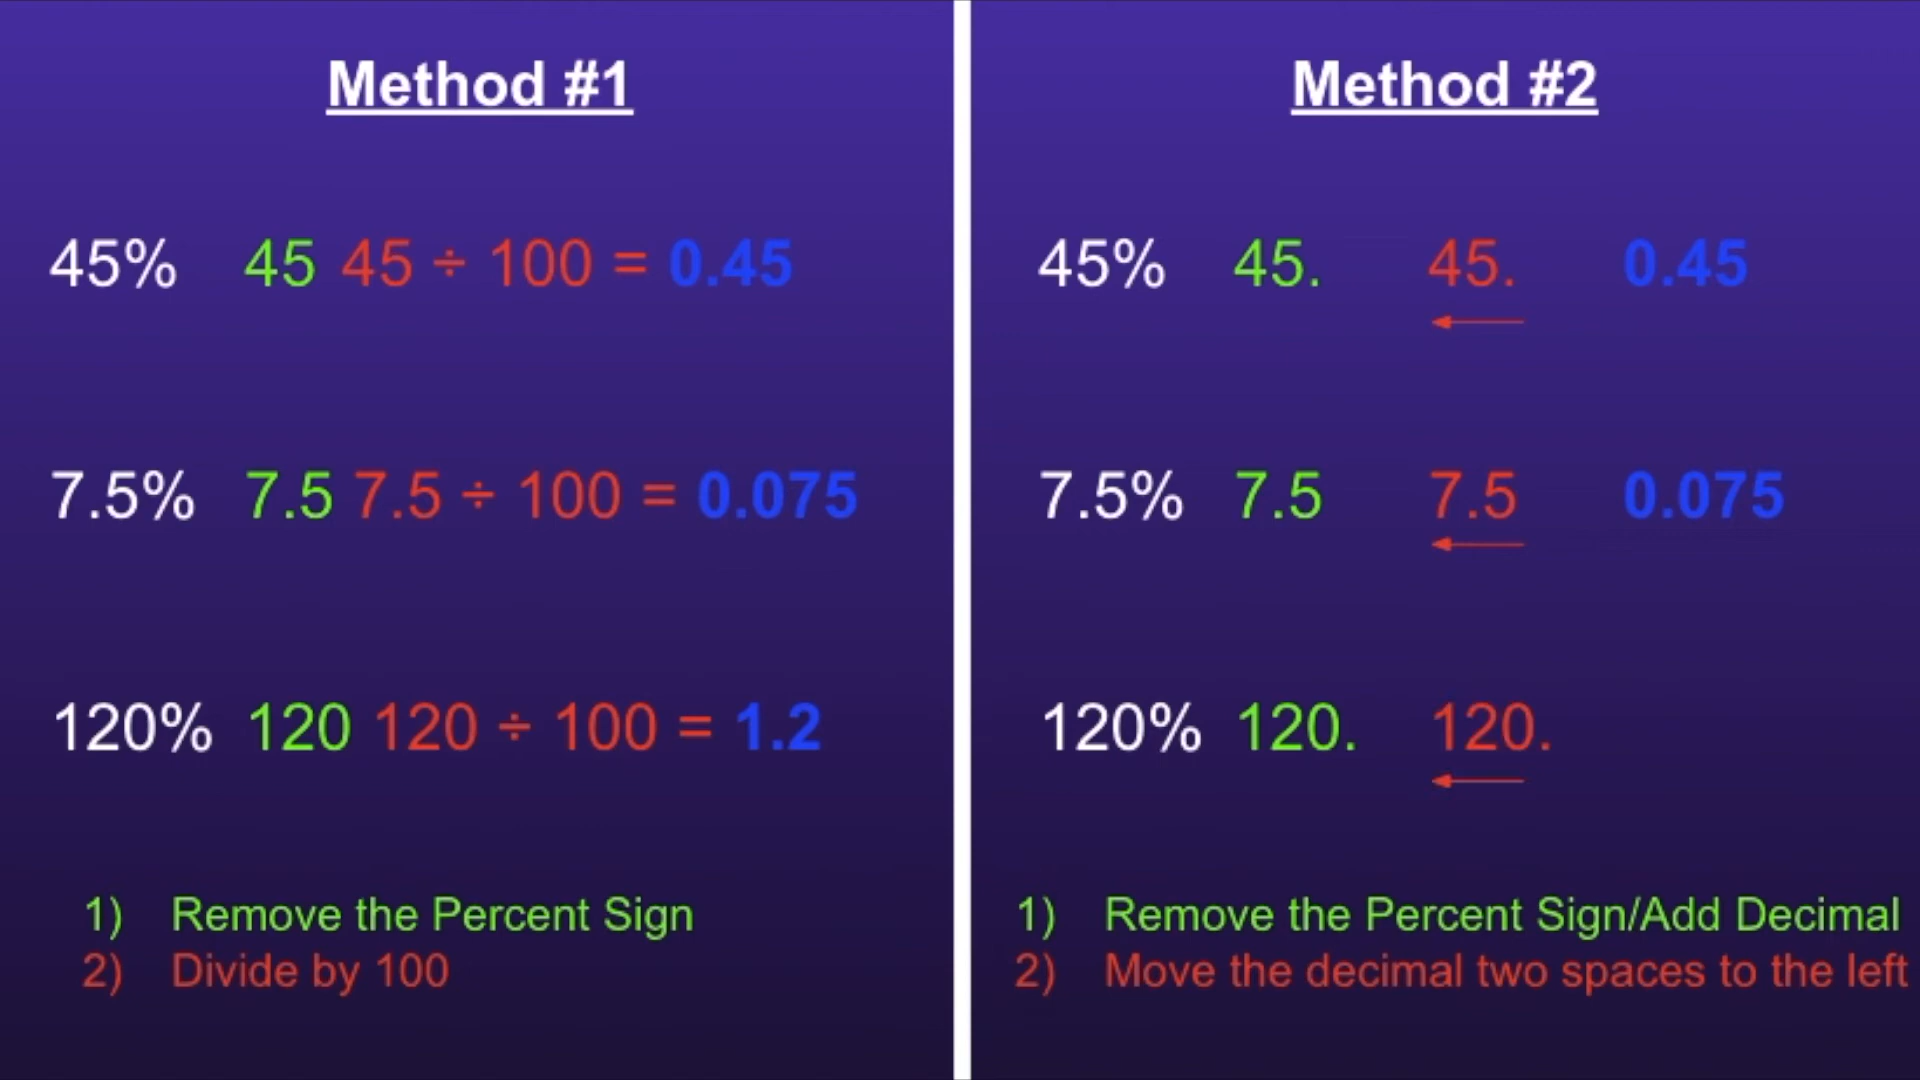 Method #1
45% 45 45 ÷ 100 = 0.45
7.5% 7.5 7.5 ÷ 100 = 0.075
120% 120 120 ÷ 100 = 1.2
1) Remove the Percent Sign
2) Divide by 100
Method #2
45% 45. 45. 0.45
7.5% 7.5 7.5 0.075
120% 120. 120.
1) Remove the Percent Sign/Add Decimal
2) Move the decimal two spaces to the left